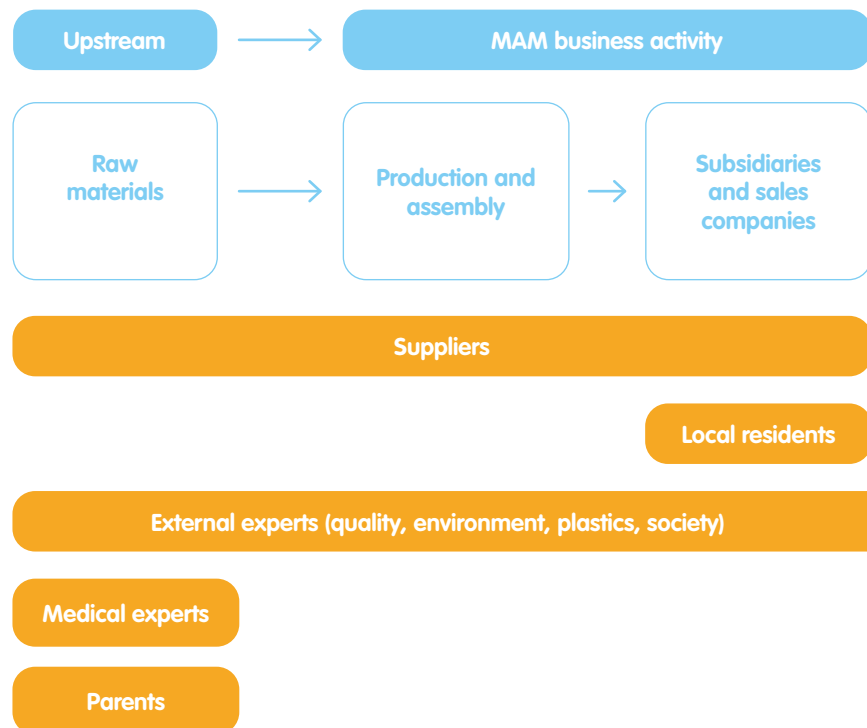 Upstream
MAM business activity
Raw
materials
Production and
assembly
Subsidiaries
and sales
companies
Suppliers
Local residents
External experts (quality, environment, plastics, society)
Medical experts
Parents